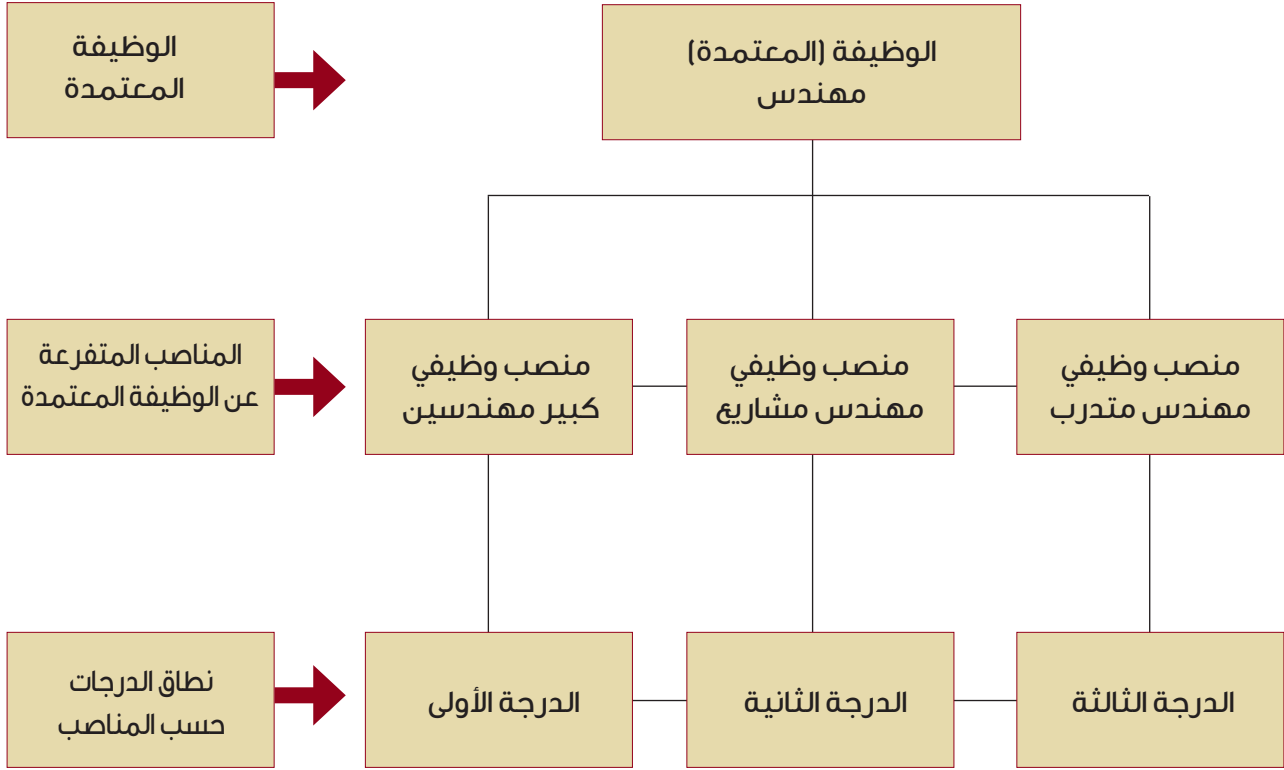 الوظيفة (المعتمدة)
مهندس
الوظيفة
المعتمدة
منصب وظيفي
مهندس متدرب
منصب وظيفي
مهندس مشاريع
منصب وظيفي
كبير مهندسين
المناصب المتفرعة
عن الوظيفة المعتمدة
الدرجة الثالثة
الدرجة الثانية
الدرجة الأولى
نطاق الدرجات
حسب المناصب